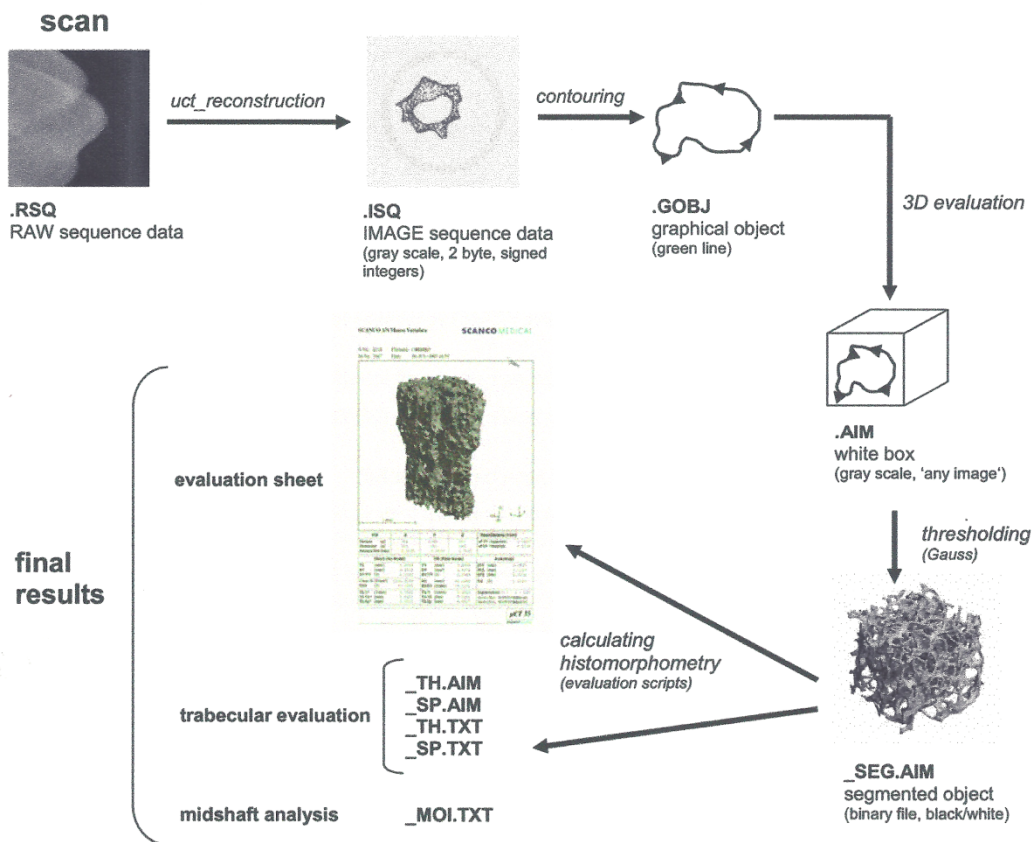 scan
uct_reconstruction
contouring
.RSQ
RAW sequence data
.ISQ
IMAGE sequence data
(gray scale, 2 byte, signed
integers)
.GOBJ
graphical object
(green line)
3D evaluation
.AIM
white box
(gray scale, 'any image')
thresholding
(Gauss)
_SEG.AIM
segmented object
(binary file, black/white)
calculating
histomorphometry
(evaluation scripts)
final
results
evaluation sheet
SCANCO MEDICAL
µCT 35
trabecular evaluation
_TH.AIM
_SP.AIM
_TH.TXT
_SP.TXT
midshaft analysis
_MOI.TXT